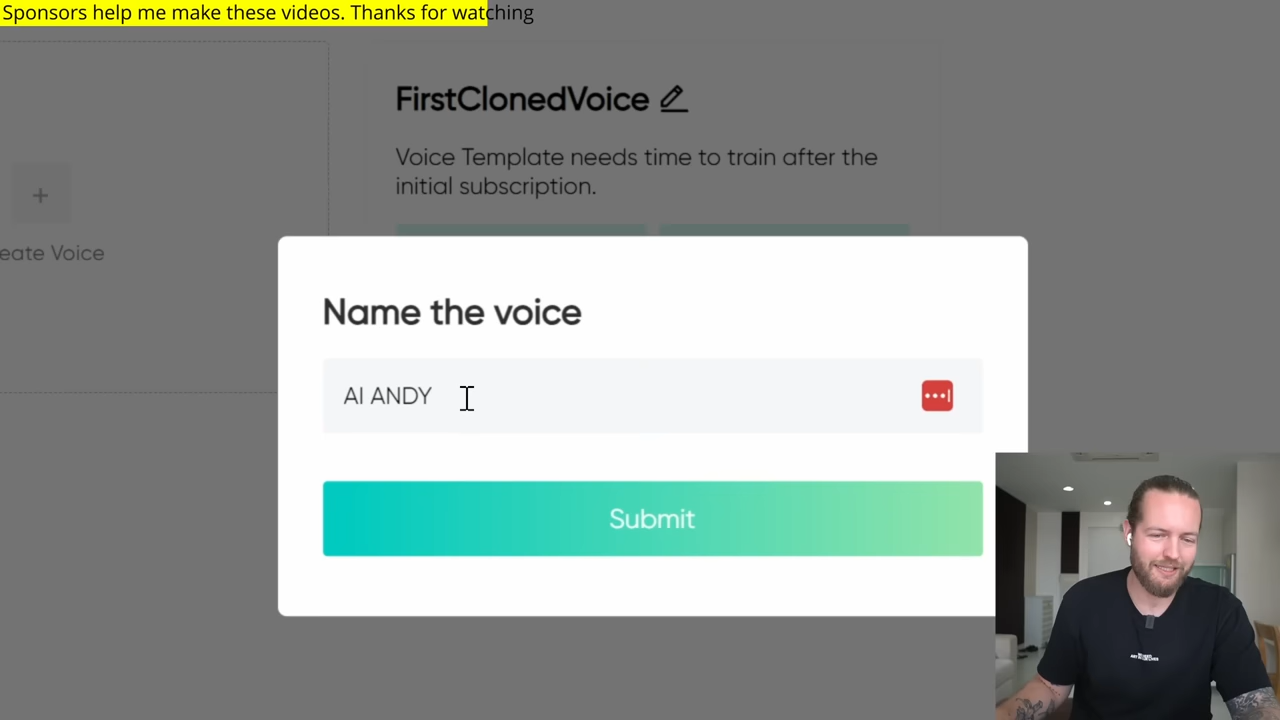 Sponsors help me make these videos. Thanks for watching
FirstClonedVoice
Voice Template needs time to train after the
initial subscription.
eate Voice
Name the voice
AI ANDY
Submit